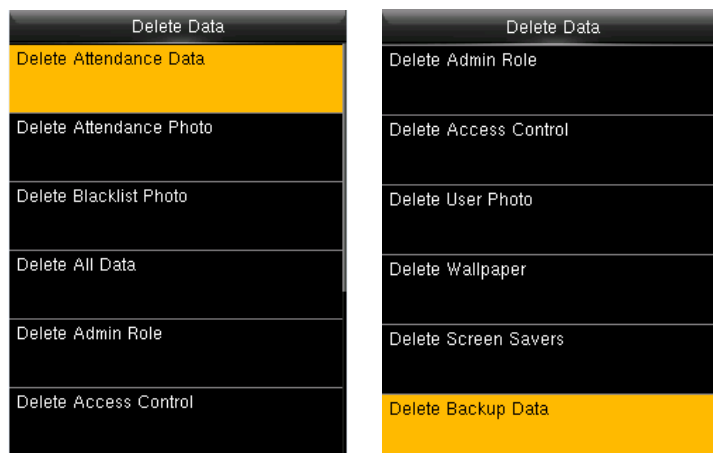 Delete Data
Delete Attendance Data
Delete Attendance Photo
Delete Blacklist Photo
Delete All Data
Delete Admin Role
Delete Access Control
Delete Data
Delete Admin Role
Delete Access Control
Delete User Photo
Delete Wallpaper
Delete Screen Savers
Delete Backup Data